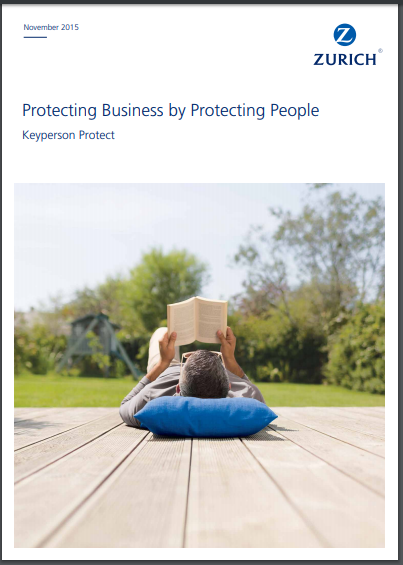 November 2015
Z
ZURICH®
Protecting Business by Protecting People
Keyperson Protect